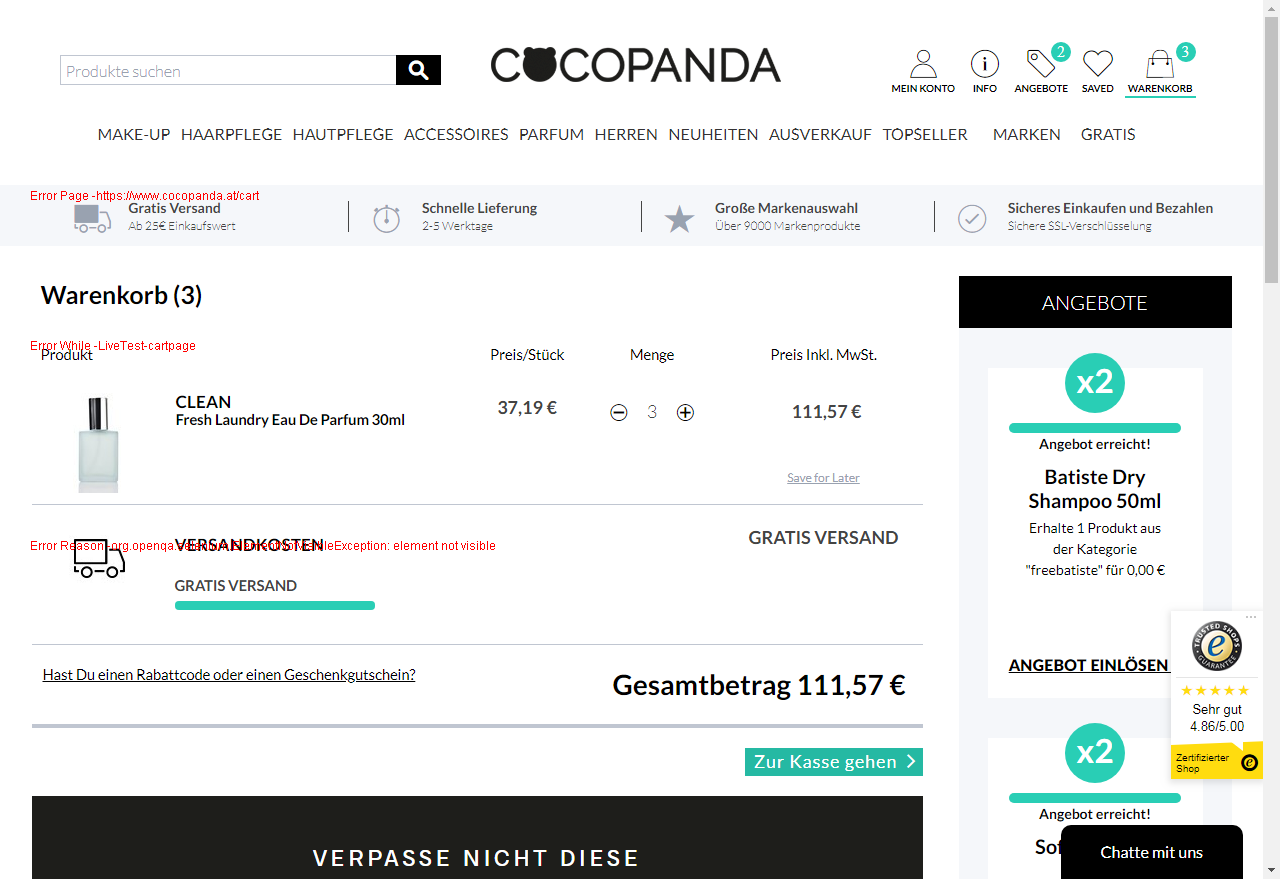 Produkte suchen
COCOPANDA
2
3
MEIN KONTO
INFO
ANGEBOTE
SAVED
WARENKORB
MAKE-UP HAARPFLEGE HAUTPFLEGE ACCESSOIRES PARFUM HERREN NEUHEITEN AUSVERKAUF TOPSELLER MARKEN GRATIS
Error Page -https://www.cocopanda.at/cart
Gratis Versand
Ab 25€ Einkaufswert
Schnelle Lieferung
2-5 Werktage
Große Markenauswahl
Über 9000 Markenprodukte
Sicheres Einkaufen und Bezahlen
Sichere SSL-Verschlüsselung
Warenkorb (3)
Error While -LiveTest-cartpage
Produkt
Preis/Stück
Menge
Preis Inkl. MwSt.
CLEAN
Fresh Laundry Eau De Parfum 30ml
37,19 €
3
111,57 €
Save for Later
Error Reason -org.openqa.selenium.ElementNotVisibleException: element not visible
VERSANDKOSTEN
GRATIS VERSAND
GRATIS VERSAND
Hast Du einen Rabattcode oder einen Geschenkgutschein?
Gesamtbetrag 111,57 €
Zur Kasse gehen
VERPASSE NICHT DIESE
ANGEBOTE
x2
Angebot erreicht!
Batiste Dry
Shampoo 50ml
Erhalte 1 Produkt aus
der Kategorie
"freebatiste" für 0,00 €
ANGEBOT EINLÖSEN
x2
Angebot erreicht!
Sof
TRUSTED SHOPS
GUARANTEE
Sehr gut
4.86/5.00
Zertifizierter
Shop
Chatte mit uns